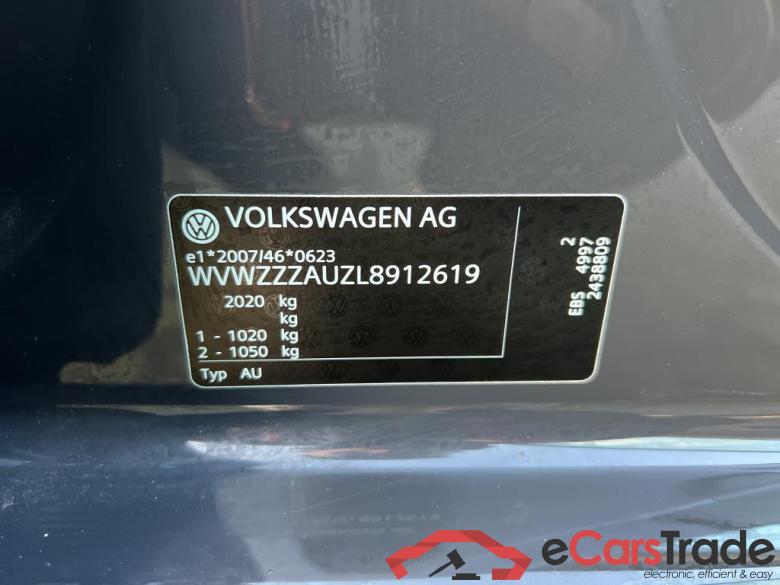 VOLKSWAGEN AG
e1*2007/46*0623
WVWZZZAUZL8912619
2020 kg
kg
1 - 1020 kg
2 - 1050 kg
Typ AU
2
EBS 4997
2438809
eCarsTrade
electronic, efficient & easy